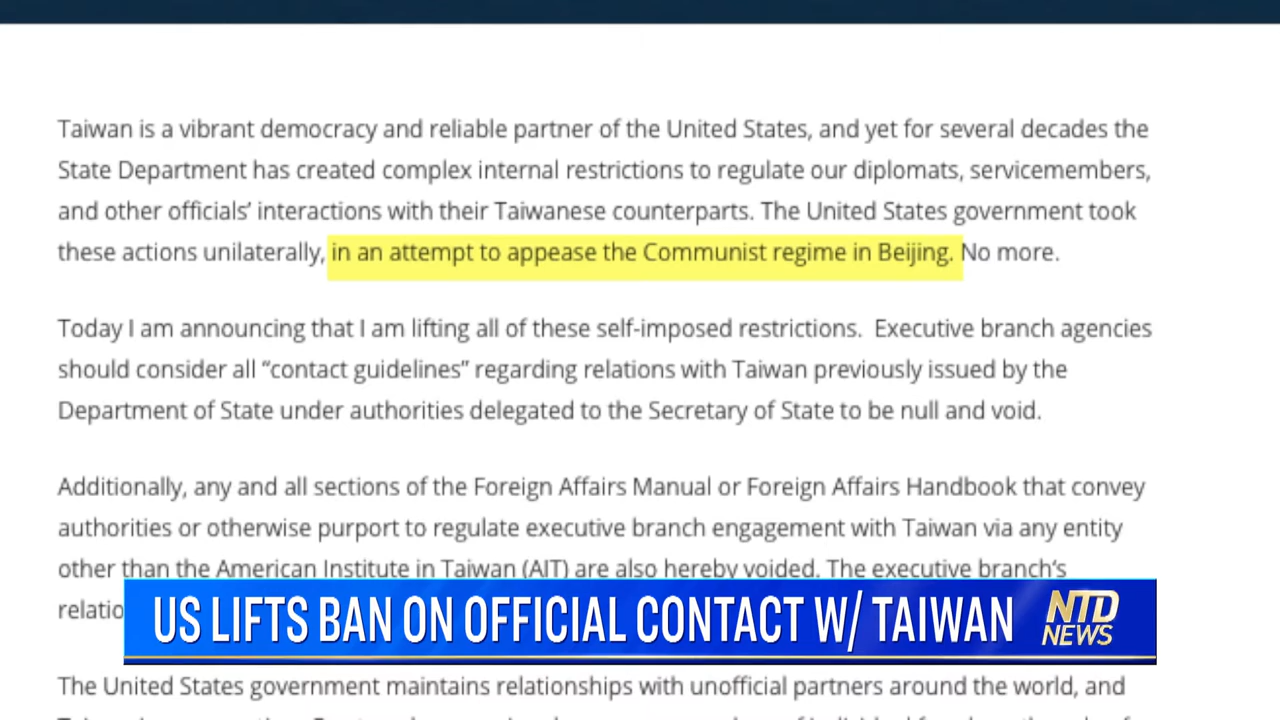 Taiwan is a vibrant democracy and reliable partner of the United States, and yet for several decades the
State Department has created complex internal restrictions to regulate our diplomats, servicemembers,
and other officials’ interactions with their Taiwanese counterparts. The United States government took
these actions unilaterally, in an attempt to appease the Communist regime in Beijing. No more.
Today I am announcing that I am lifting all of these self-imposed restrictions.  Executive branch agencies
should consider all “contact guidelines” regarding relations with Taiwan previously issued by the
Department of State under authorities delegated to the Secretary of State to be null and void.
Additionally, any and all sections of the Foreign Affairs Manual or Foreign Affairs Handbook that convey
authorities or otherwise purport to regulate executive branch engagement with Taiwan via any entity
other than the American Institute in Taiwan (AIT) are also hereby voided. The executive branch’s
relatio
US LIFTS BAN ON OFFICIAL CONTACT W/ TAIWAN
NTD
NEWS
The United States government maintains relationships with unofficial partners around the world, and